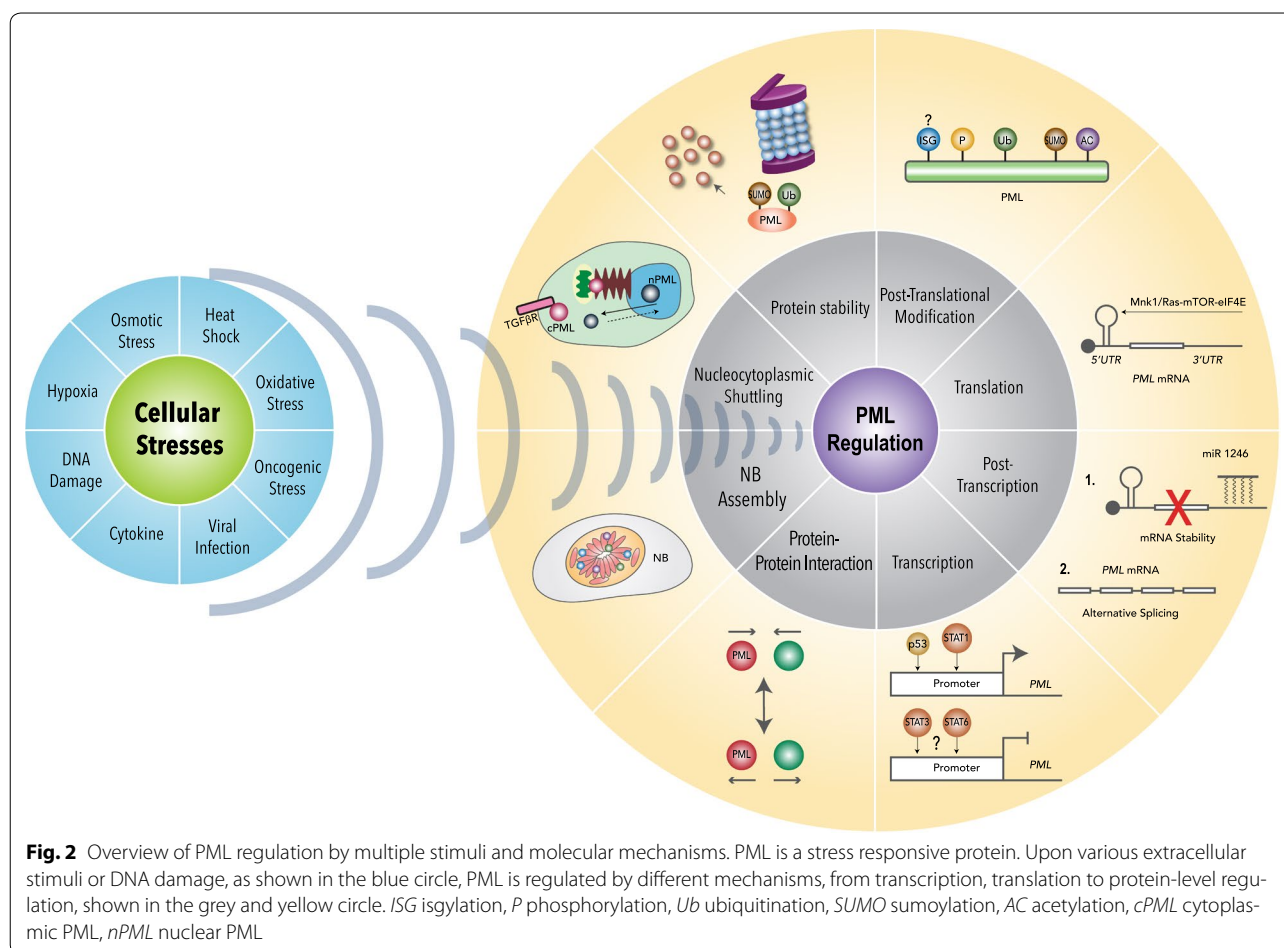 Osmotic
Stress
Heat
Shock
Hypoxia
Oxidative
Stress
Cellular
Stresses
DNA
Damage
Oncogenic
Stress
Cytokine
Viral
Infection
SUMO
Ub
PML
?
ISG
P
Ub
SUMO
AC
PML
nPML
TGFβR
cPML
Protein stability
Post-Translational
Modification
Mnk1/Ras-mTOR-eIF4E
5'UTR
3'UTR
PML mRNA
Nucleocytoplasmic
Shuttling
Translation
PML
Regulation
NB
Assembly
Post-
Transcription
miR 1246
1.
mRNA Stability
2.
PML mRNA
Alternative Splicing
NB
Protein-
Protein Interaction
Transcription
PML
PML
p53
STAT1
Promoter
PML
STAT3
STAT6
?
Promoter
PML
Fig. 2 Overview of PML regulation by multiple stimuli and molecular mechanisms. PML is a stress responsive protein. Upon various extracellular
stimuli or DNA damage, as shown in the blue circle, PML is regulated by different mechanisms, from transcription, translation to protein-level regu-
lation, shown in the grey and yellow circle. ISG isgylation, P phosphorylation, Ub ubiquitination, SUMO sumoylation, AC acetylation, cPML cytoplas-
mic PML, nPML nuclear PML